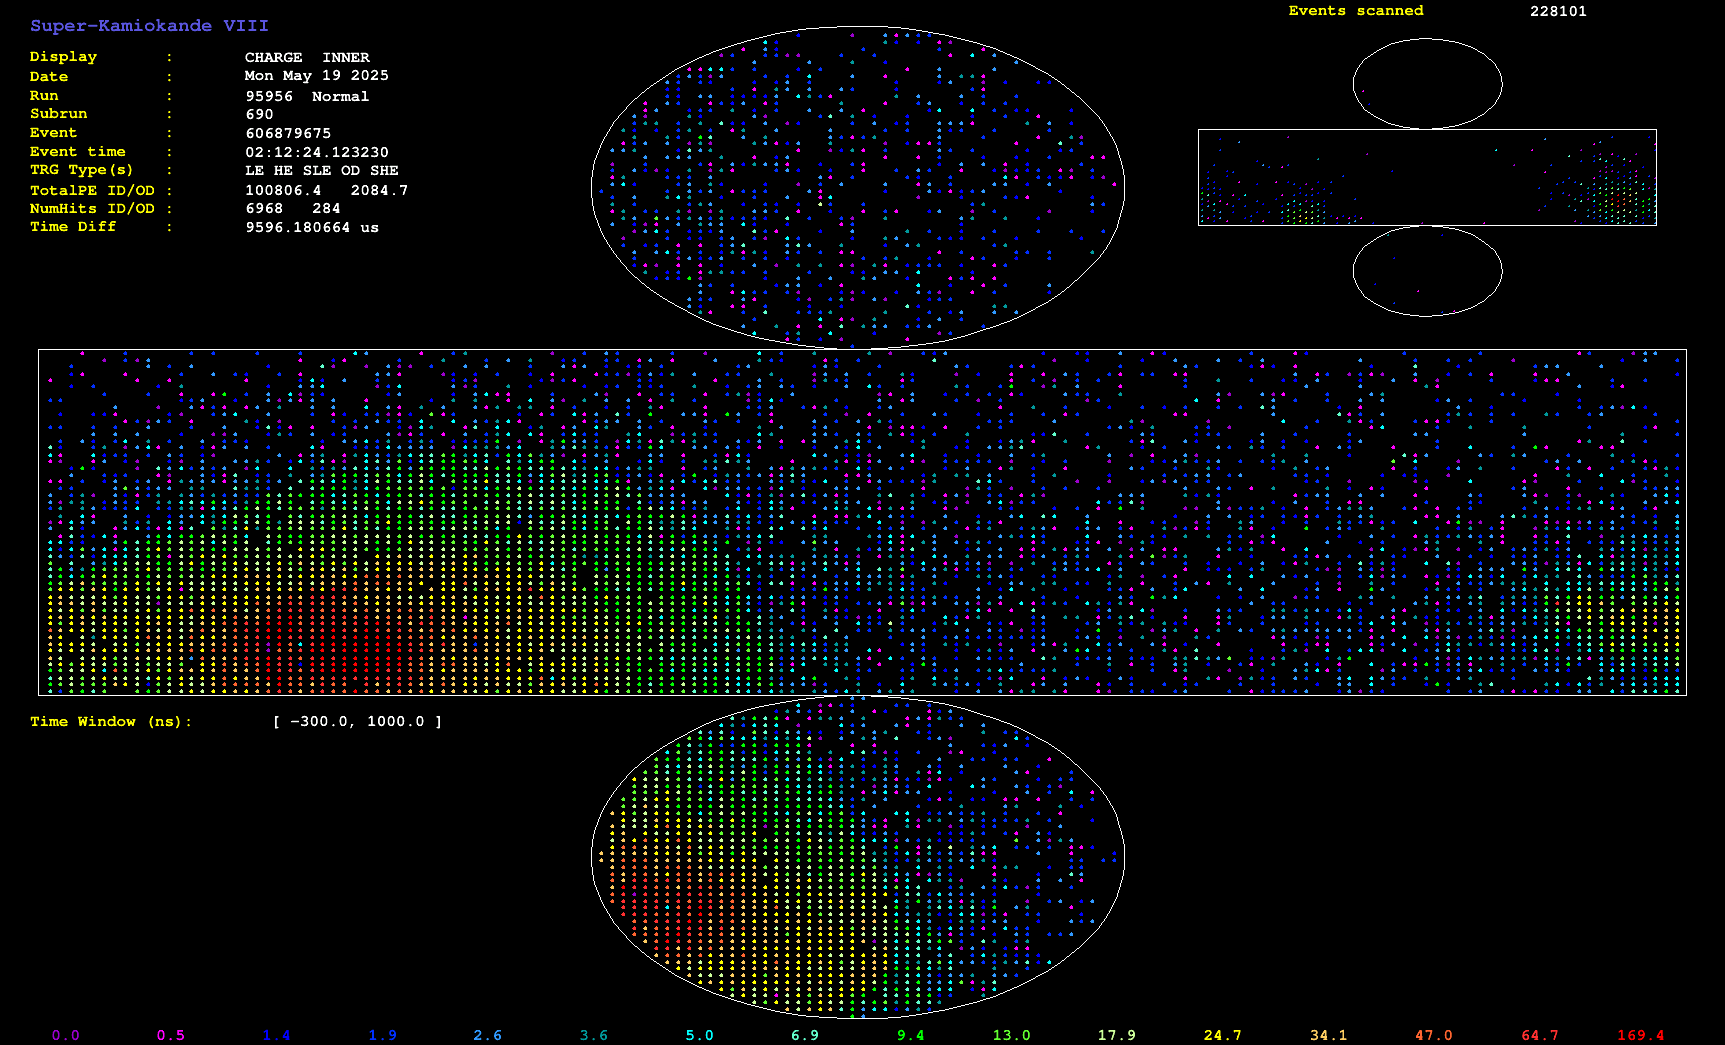 Super-Kamiokande VIII
Events scanned 228101
Display : CHARGE INNER
Date : Mon May 19 2025
Run : 95956 Normal
Subrun : 690
Event : 606879675
Event time : 02:12:24.123230
TRG Type(s) : LE HE SLE OD SHE
TotalPE ID/OD : 100806.4 2084.7
NumHits ID/OD : 6968 284
Time Diff : 9596.180664 us
Time Window (ns): [ -300.0, 1000.0 ]
0.0 0.5 1.4 1.9 2.6 3.6 5.0 6.9 9.4 13.0 17.9 24.7 34.1 47.0 64.7 169.4